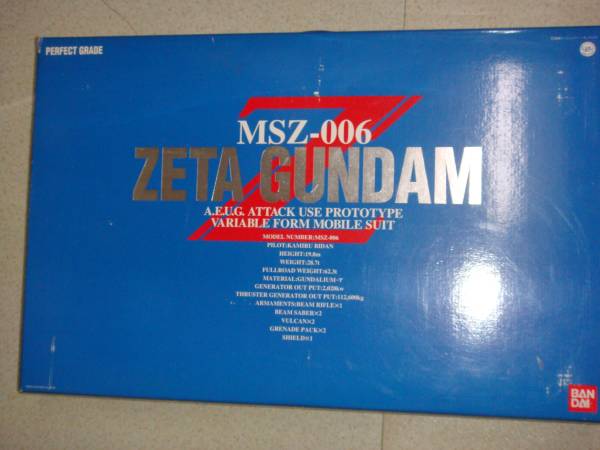 PERFECT GRADE
MSZ-006
ZETA GUNDAM
A.E.U.G. ATTACK USE PROTOTYPE
VARIABLE FORM MOBILE SUIT
MODEL NUMBER:MSZ-006
PILOT:KAMIRU BIDAN
HEIGHT:19.8m
WEIGHT:28.7t
FULLROAD WEIGHT:62.3t
MATERIAL:GUNDALIUM-γ
GENERATOR OUT PUT:2,020kw
THRUSTER GENERATOR OUT PUT:112,600kg
ARMAMENTS:BEAM RIFLE×1
BEAM SABER×2
VULCAN×2
GRENADE PACK×2
SHIELD×1
BAN
DAI